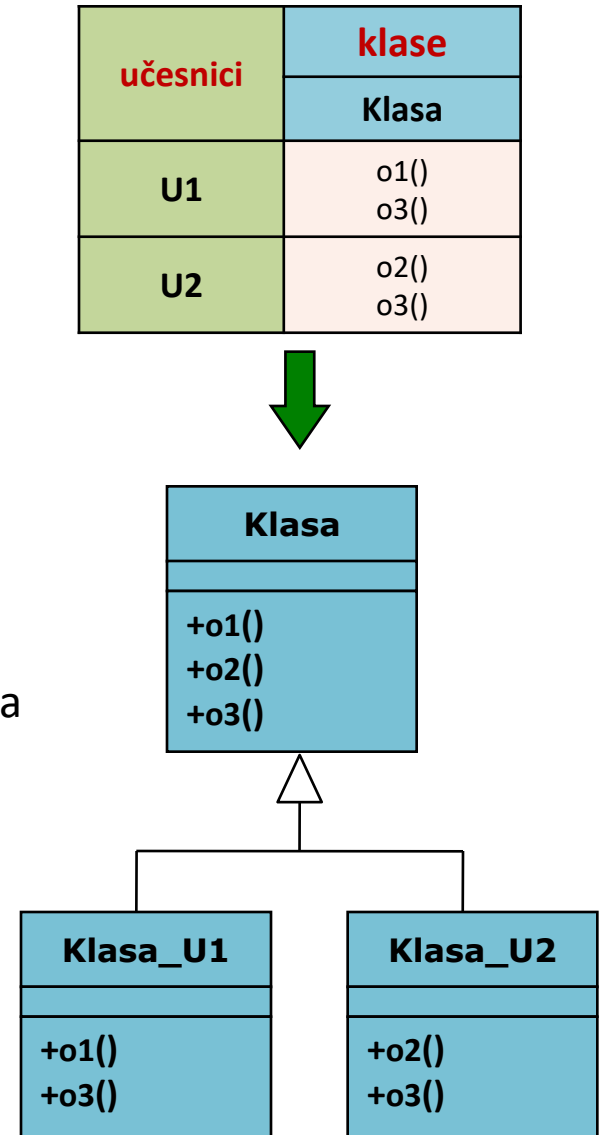 učesnici
klase
Klasa
U1
o1()
o3()
U2
o2()
o3()
Klasa
+o1()
+o2()
+o3()
a
Klasa_U1
+o1()
+o3()
Klasa_U2
+o2()
+o3()